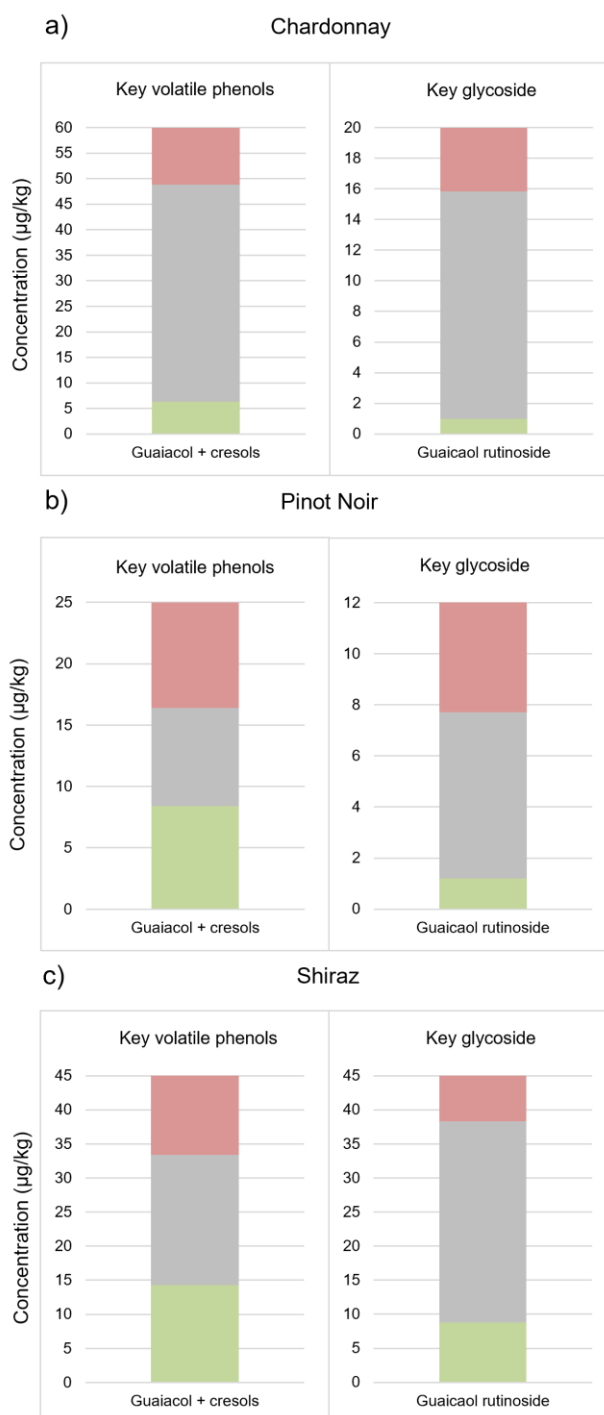 a)
Chardonnay
Key volatile phenols
Concentration (µg/kg)
60
55
50
45
40
35
30
25
20
15
10
5
0
Guaiacol + cresols
Key glycoside
20
18
16
14
12
10
8
6
4
2
0
Guaicaol rutinoside
b)
Pinot Noir
Key volatile phenols
Concentration (µg/kg)
25
20
15
10
5
0
Guaiacol + cresols
Key glycoside
12
10
8
6
4
2
0
Guaicaol rutinoside
c)
Shiraz
Key volatile phenols
Concentration (µg/kg)
45
40
35
30
25
20
15
10
5
0
Guaiacol + cresols
Key glycoside
45
40
35
30
25
20
15
10
5
0
Guaicaol rutinoside